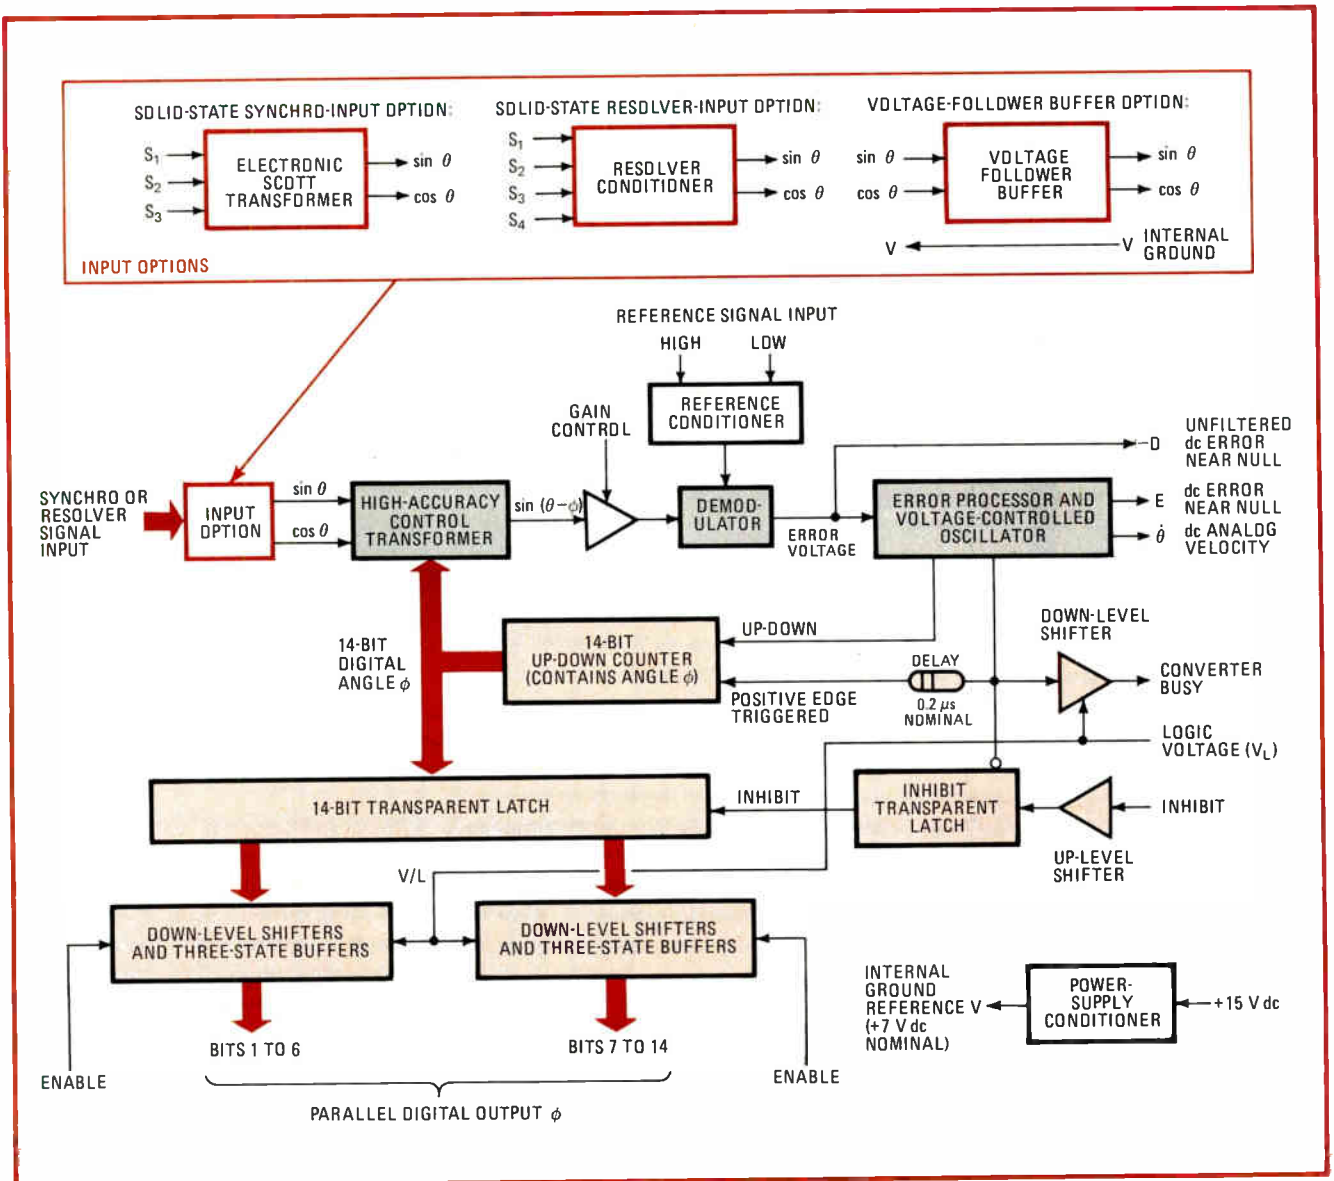 SOLID-STATE SYNCHRO-INPUT OPTION:
S1
S2
S3
ELECTRONIC
SCOTT
TRANSFORMER
sin θ
cos θ
SOLID-STATE RESOLVER-INPUT OPTION:
S1
S2
S3
S4
RESOLVER
CONDITIONER
sin θ
cos θ
VOLTAGE-FOLLOWER BUFFER OPTION:
sin θ
cos θ
VOLTAGE
FOLLOWER
BUFFER
sin θ
cos θ
V
V INTERNAL
GROUND
INPUT OPTIONS
REFERENCE SIGNAL INPUT
HIGH
LOW
REFERENCE
CONDITIONER
GAIN
CONTROL
SYNCHRO OR
RESOLVER
SIGNAL
INPUT
INPUT
OPTION
sin θ
cos θ
HIGH-ACCURACY
CONTROL
TRANSFORMER
sin (θ-ϕ)
DEMOD-
ULATOR
ERROR
VOLTAGE
ERROR PROCESSOR AND
VOLTAGE-CONTROLLED
OSCILLATOR
D
UNFILTERED
dc ERROR
NEAR NULL
E
dc ERROR
NEAR NULL
θ̇
dc ANALOG
VELOCITY
14-BIT
DIGITAL
ANGLE ϕ
14-BIT
UP-DOWN COUNTER
(CONTAINS ANGLE ϕ)
UP-DOWN
POSITIVE EDGE
TRIGGERED
DELAY
0.2 μs
NOMINAL
DOWN-LEVEL
SHIFTER
CONVERTER
BUSY
LOGIC
VOLTAGE (VL)
14-BIT TRANSPARENT LATCH
INHIBIT
INHIBIT
TRANSPARENT
LATCH
INHIBIT
UP-LEVEL
SHIFTER
V/L
DOWN-LEVEL SHIFTERS
AND THREE-STATE BUFFERS
DOWN-LEVEL SHIFTERS
AND THREE-STATE BUFFERS
INTERNAL
GROUND
REFERENCE V
(+7 V dc
NOMINAL)
POWER-
SUPPLY
CONDITIONER
+15 V dc
BITS 1 TO 6
BITS 7 TO 14
ENABLE
ENABLE
PARALLEL DIGITAL OUTPUT ϕ